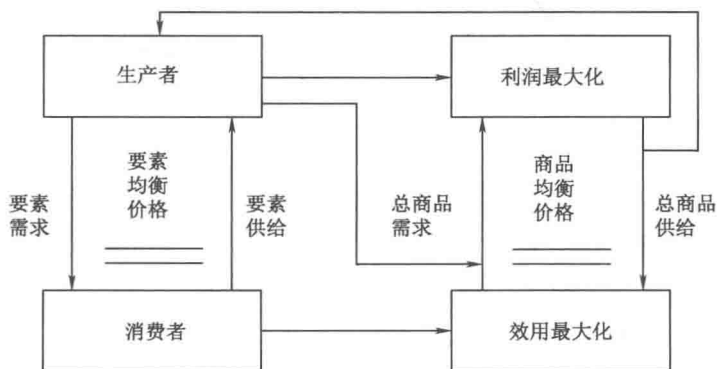 生产者
利润最大化
要素
均衡
价格
商品
均衡
价格
要素
需求
要素
供给
总商品
需求
总商品
供给
消费者
效用最大化